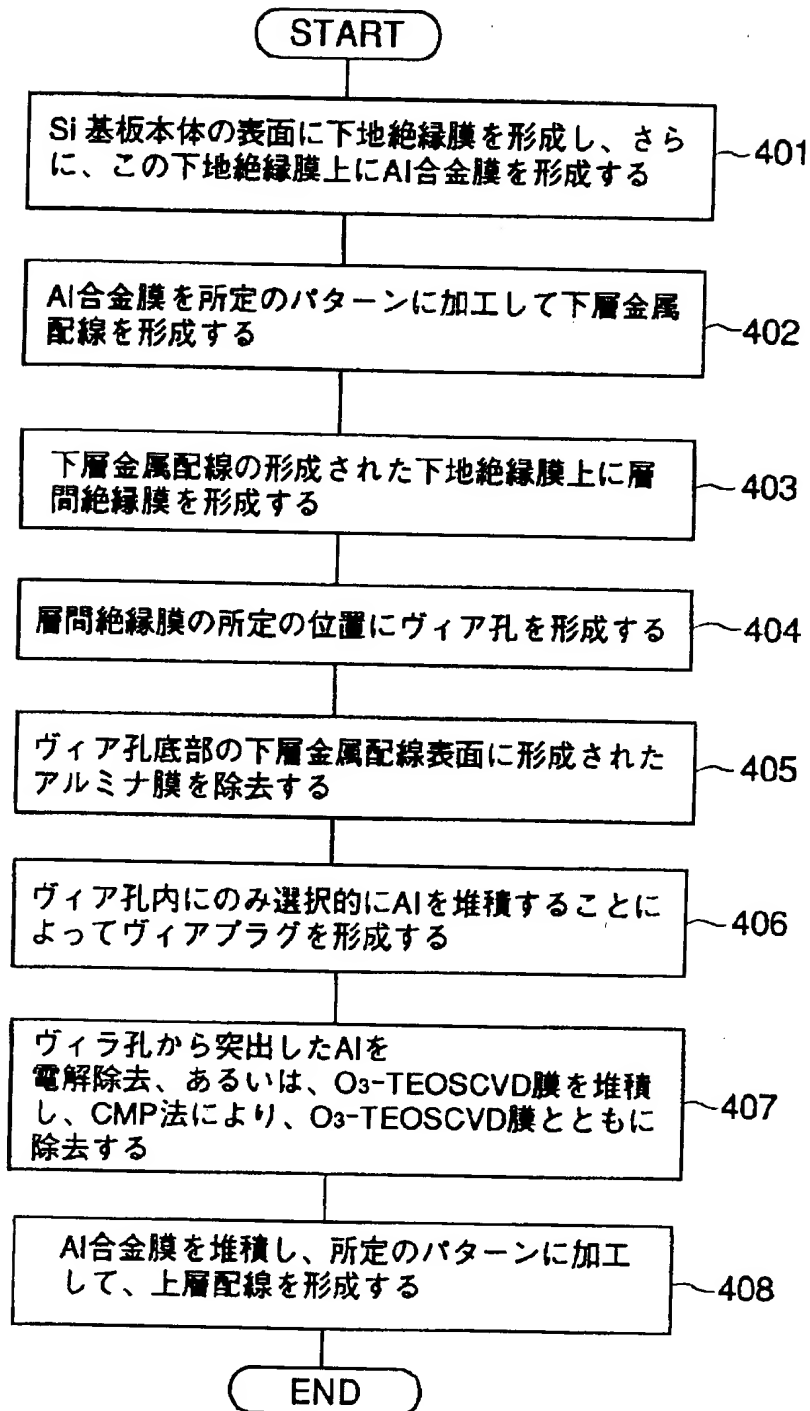 START
Si 基板本体の表面に下地絶縁膜を形成し、さら
に、この下地絶縁膜上にAl合金膜を形成する
401
Al合金膜を所定のパターンに加工して下層金属
配線を形成する
402
下層金属配線の形成された下地絶縁膜上に層
間絶縁膜を形成する
403
層間絶縁膜の所定の位置にヴィア孔を形成する
404
ヴィア孔底部の下層金属配線表面に形成された
アルミナ膜を除去する
405
ヴィア孔内にのみ選択的にAlを堆積することに
よってヴィアプラグを形成する
406
ヴィラ孔から突出したAlを
電解除去、あるいは、O₃-TEOSCVD膜を堆積
し、CMP法により、O₃-TEOSCVD膜とともに
除去する
407
Al合金膜を堆積し、所定のパターンに加工
して、上層配線を形成する
408
END